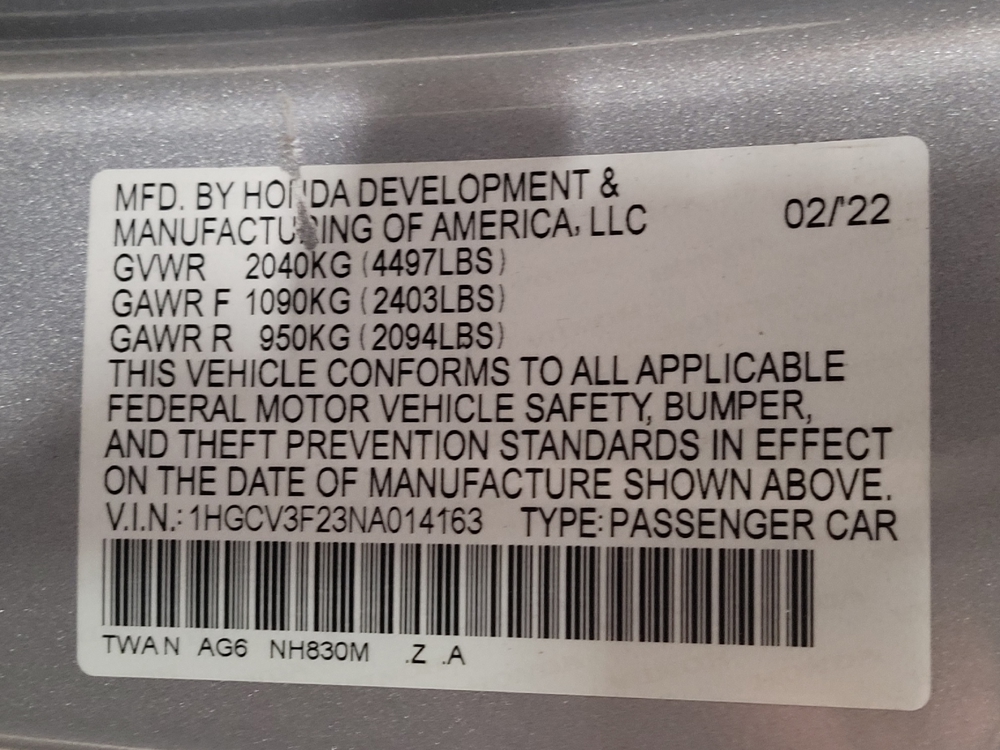 MFD. BY HONDA DEVELOPMENT &
MANUFACTURING OF AMERICA, LLC 02/'22
GVWR 2040KG (4497LBS)
GAWR F 1090KG (2403LBS)
GAWR R 950KG (2094LBS)
THIS VEHICLE CONFORMS TO ALL APPLICABLE
FEDERAL MOTOR VEHICLE SAFETY, BUMPER,
AND THEFT PREVENTION STANDARDS IN EFFECT
ON THE DATE OF MANUFACTURE SHOWN ABOVE.
V.I.N.: 1HGCV3F23NA014163 TYPE: PASSENGER CAR
TWAN AG6 NH830M .Z .A